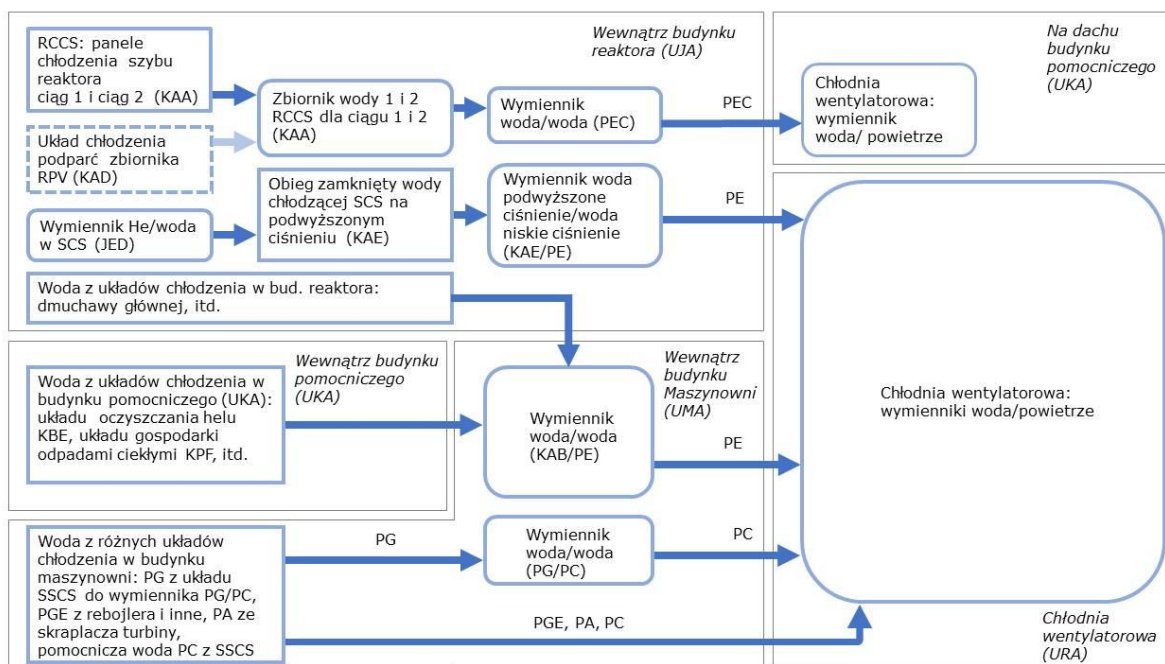 Wewnątrz budynku
reaktora (UJA)
RCCS: panele
chłodzenia szybu
reaktora
ciąg 1 i ciąg 2 (KAA)
Zbiornik wody 1 i 2
RCCS dla ciągu 1 i 2
(KAA)
Wymiennik
woda/woda (PEC)
PEC
Na dachu
budynku
pomocniczego
(UKA)
Chłodnia
wentylatorowa:
wymiennik
woda/ powietrze
Układ chłodzenia
podparć zbiornika
RPV (KAD)
Wymiennik He/woda
w SCS (JED)
Obieg zamknięty wody
chłodzącej SCS na
podwyższonym
ciśnieniu (KAE)
Wymiennik woda
podwyższone
ciśnienie/woda
niskie ciśnienie
(KAE/PE)
PE
Woda z układów chłodzenia w bud. reaktora:
dmuchawy głównej, itd.
Wewnątrz budynku
pomocniczego
(UKA)
Woda z układów chłodzenia w
budynku pomocniczego (UKA):
układu oczyszczania helu
KBE, układu gospodarki
odpadami ciekłymi KPF, itd.
Wewnątrz
budynku
Maszynowni
(UMA)
Wymiennik
woda/woda
(KAB/PE)
PE
Chłodnia wentylatorowa:
wymienniki woda/powietrze
Woda z różnych układów
chłodzenia w budynku
maszynowni: PG z układu
SSCS do wymiennika PG/PC,
PGE z rebojlera i inne, PA ze
skraplacza turbiny,
pomocnicza woda PC z SSCS
PG
Wymiennik
woda/woda
(PG/PC)
PC
PGE, PA, PC
Chłodnia
wentylatorowa
(URA)